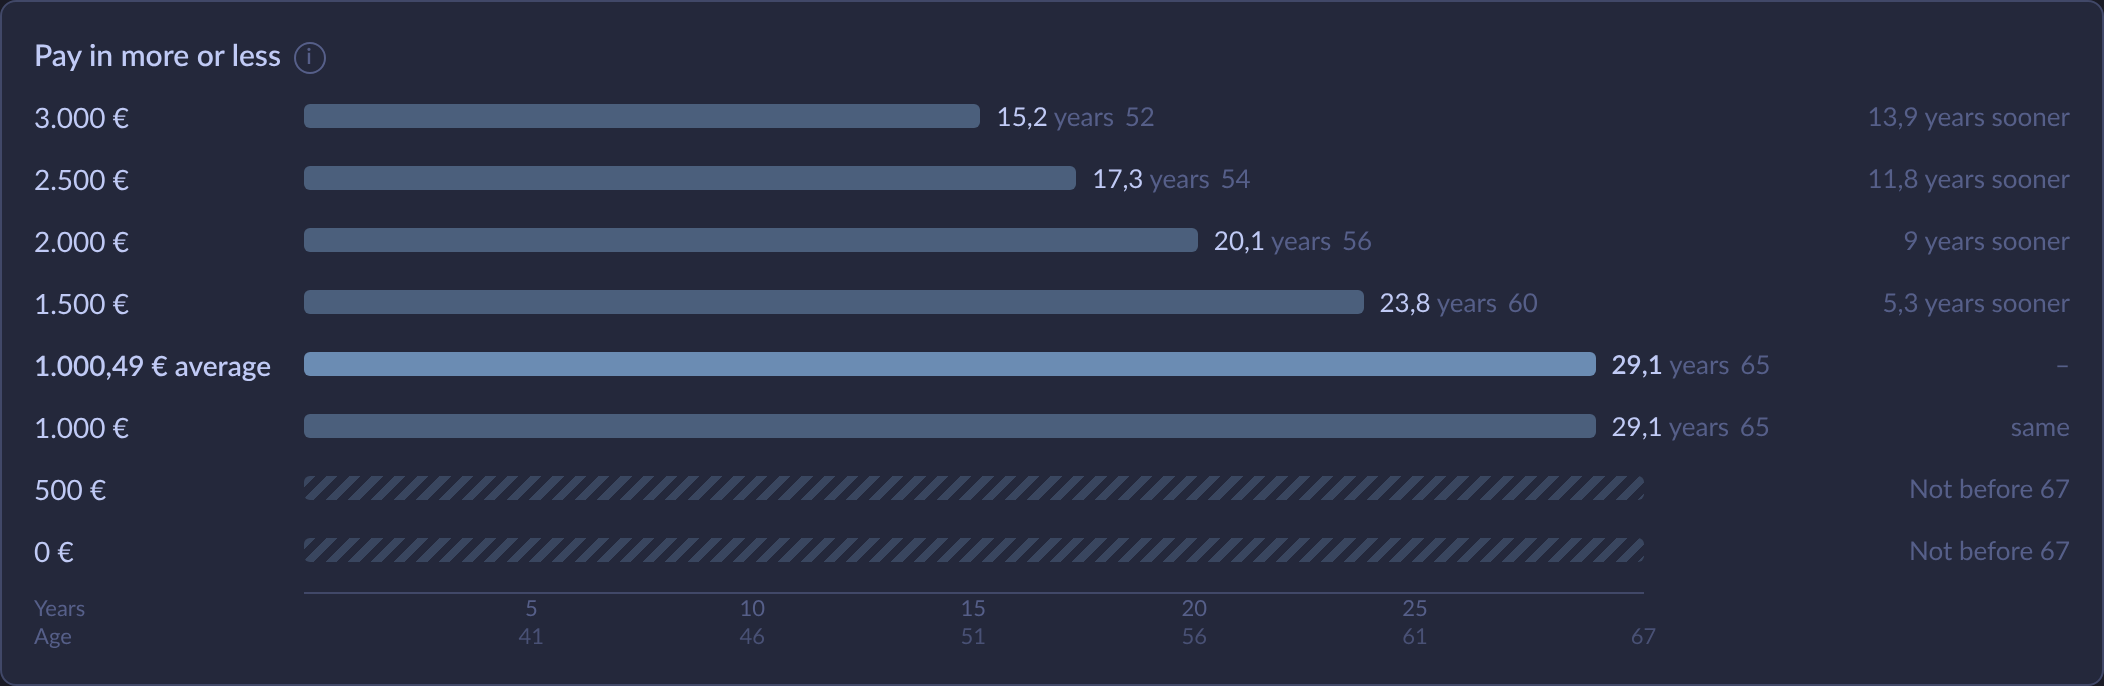 Pay in more or less i
3.000 € 15,2 years 52 13,9 years sooner
2.500 € 17,3 years 54 11,8 years sooner
2.000 € 20,1 years 56 9 years sooner
1.500 € 23,8 years 60 5,3 years sooner
1.000,49 € average 29,1 years 65 –
1.000 € 29,1 years 65 same
500 € Not before 67
0 € Not before 67
Years 5 10 15 20 25
Age 41 46 51 56 61 67